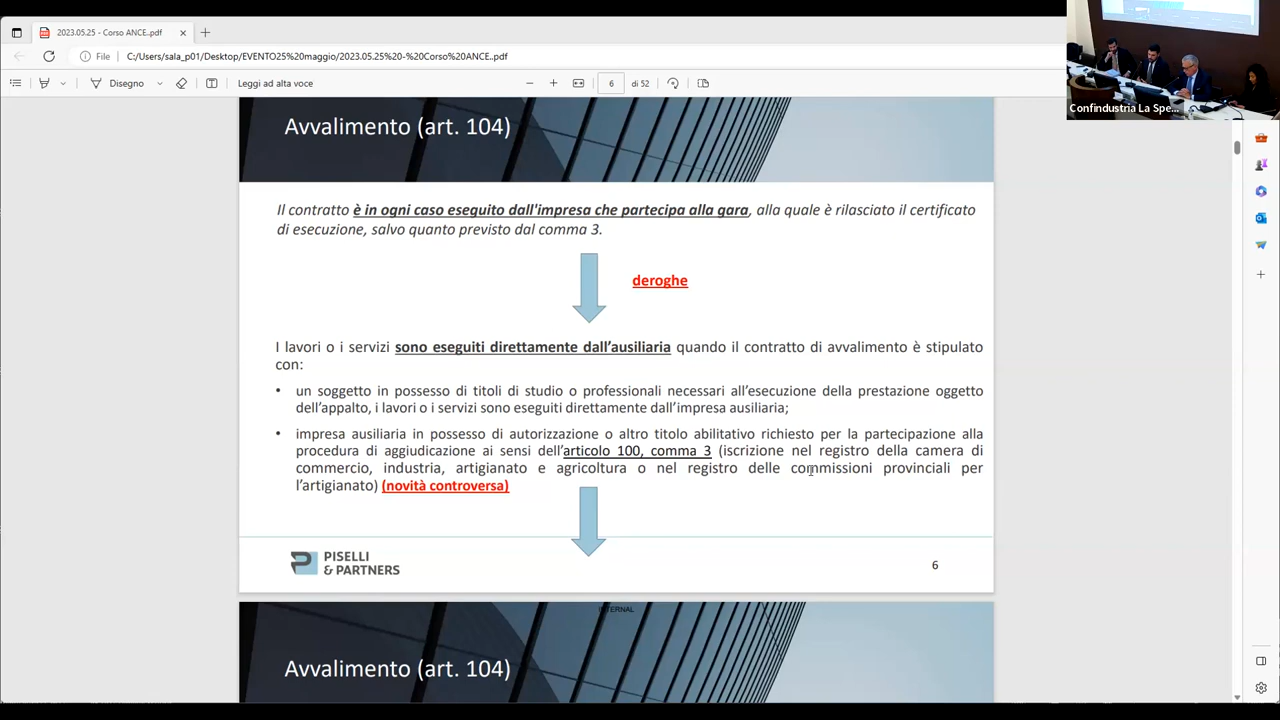 2023.05.25 - Corso ANCE..pdf
File
C:/Users/sala_p01/Desktop/EVENTO25%20maggio/2023.05.25%20-%20Corso%20ANCE..pdf
Disegno
Leggi ad alta voce
6
di 52
Confindustria La Spe...
Avvalimento (art. 104)
Il contratto è in ogni caso eseguito dall'impresa che partecipa alla gara, alla quale è rilasciato il certificato
di esecuzione, salvo quanto previsto dal comma 3.
deroghe
I lavori o i servizi sono eseguiti direttamente dall’ausiliaria quando il contratto di avvalimento è stipulato
con:
• un soggetto in possesso di titoli di studio o professionali necessari all’esecuzione della prestazione oggetto
dell’appalto, i lavori o i servizi sono eseguiti direttamente dall’impresa ausiliaria;
• impresa ausiliaria in possesso di autorizzazione o altro titolo abilitativo richiesto per la partecipazione alla
procedura di aggiudicazione ai sensi dell’articolo 100, comma 3 (iscrizione nel registro della camera di
commercio, industria, artigianato e agricoltura o nel registro delle commissioni provinciali per
l’artigianato) (novità controversa)
PISELLI
& PARTNERS
6
INTERNAL
Avvalimento (art. 104)